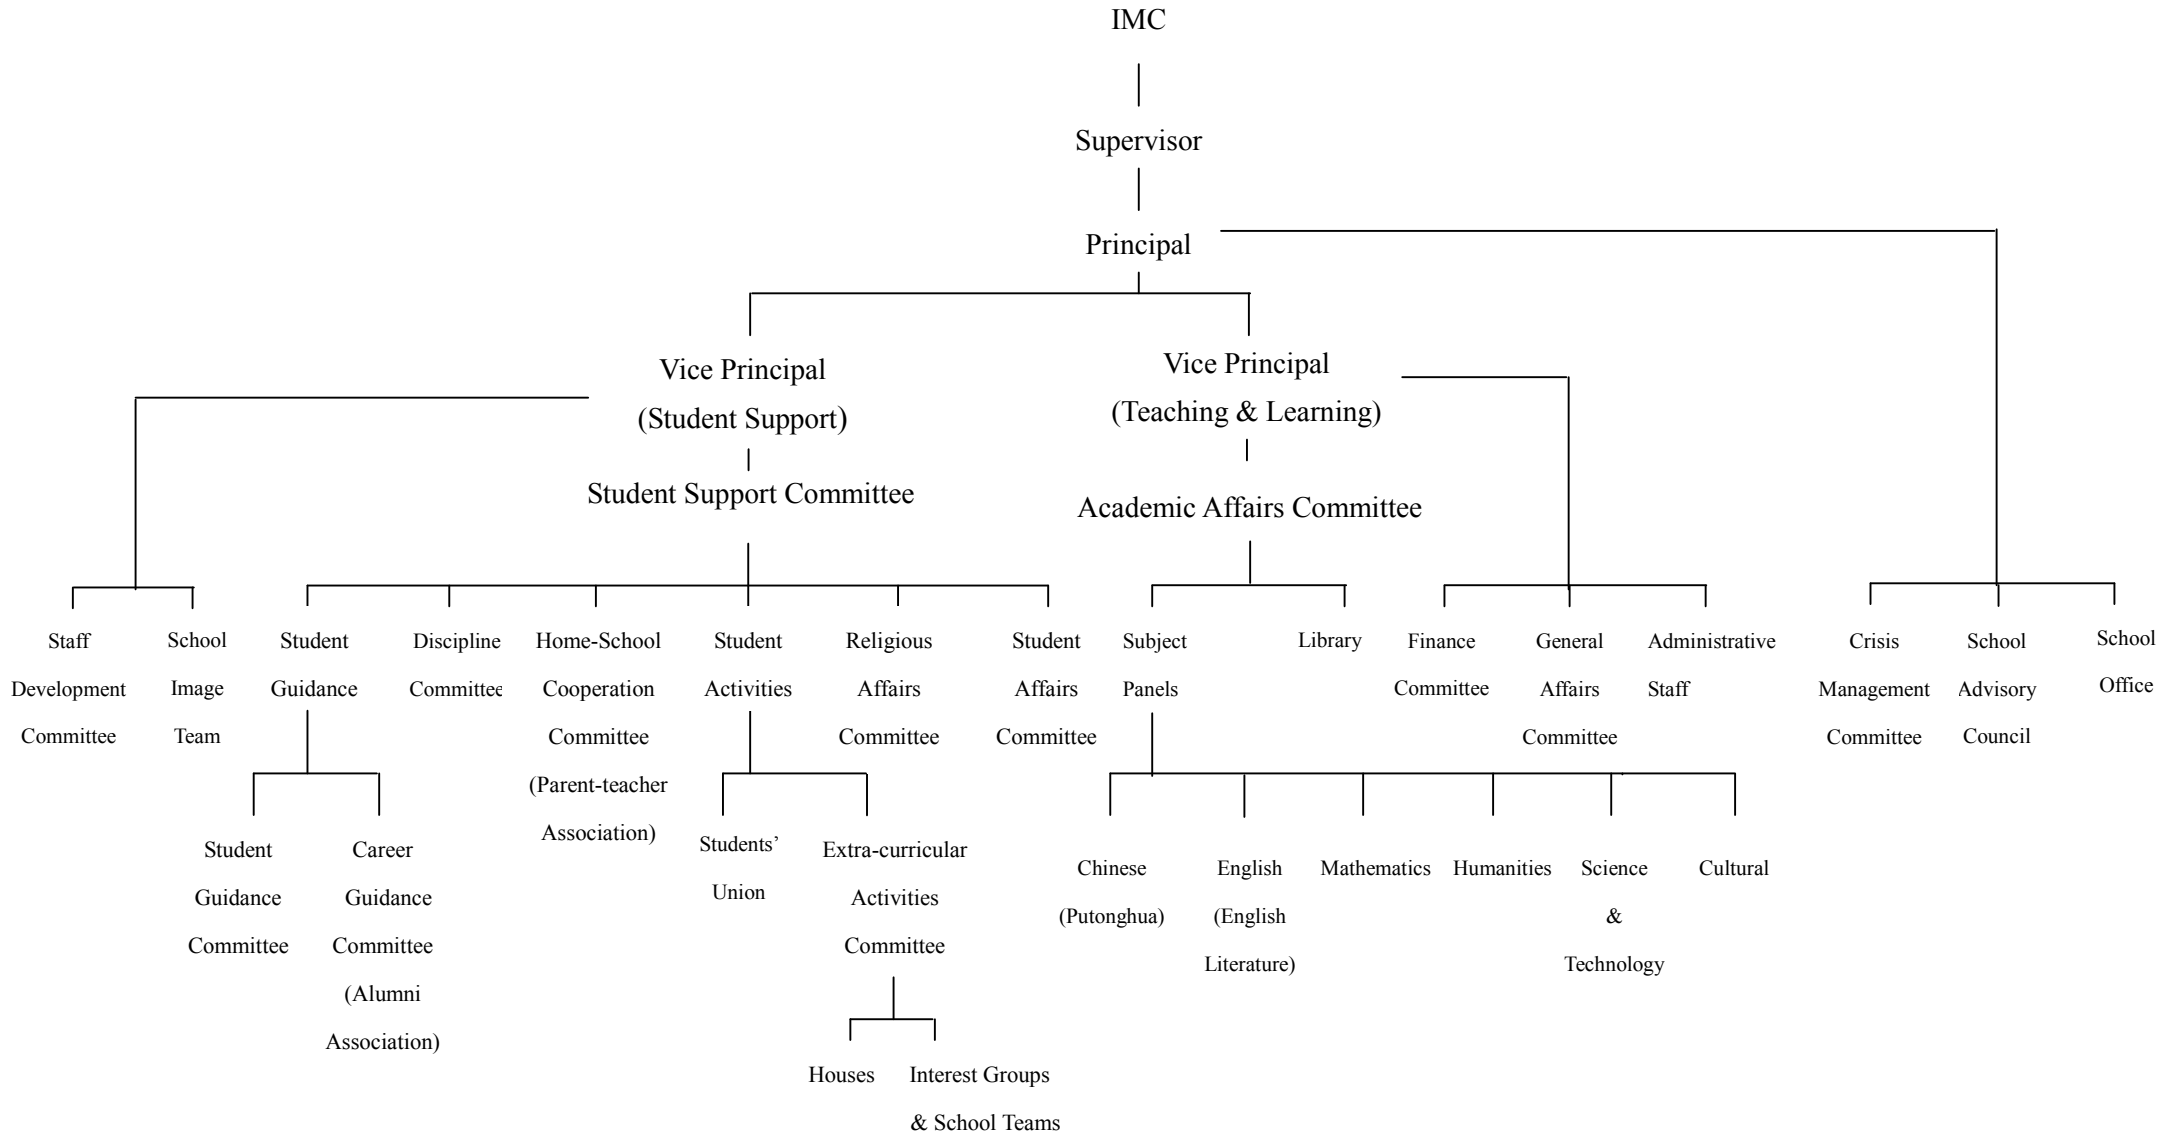 IMC
Supervisor
Principal
Vice Principal
(Student Support)
Vice Principal
(Teaching & Learning)
Student Support Committee
Academic Affairs Committee
Staff
Development
Committee
School
Image
Team
Student
Guidance
Discipline
Committee
Home-School
Cooperation
Committee
(Parent-teacher
Association)
Student
Activities
Religious
Affairs
Committee
Student
Affairs
Committee
Subject
Panels
Library
Finance
Committee
General
Affairs
Committee
Administrative
Staff
Crisis
Management
Committee
School
Advisory
Council
School
Office
Student
Guidance
Committee
Career
Guidance
Committee
(Alumni
Association)
Students’
Union
Extra-curricular
Activities
Committee
Chinese
(Putonghua)
English
(English
Literature)
Mathematics
Humanities
Science
&
Technology
Cultural
Houses
Interest Groups
& School Teams